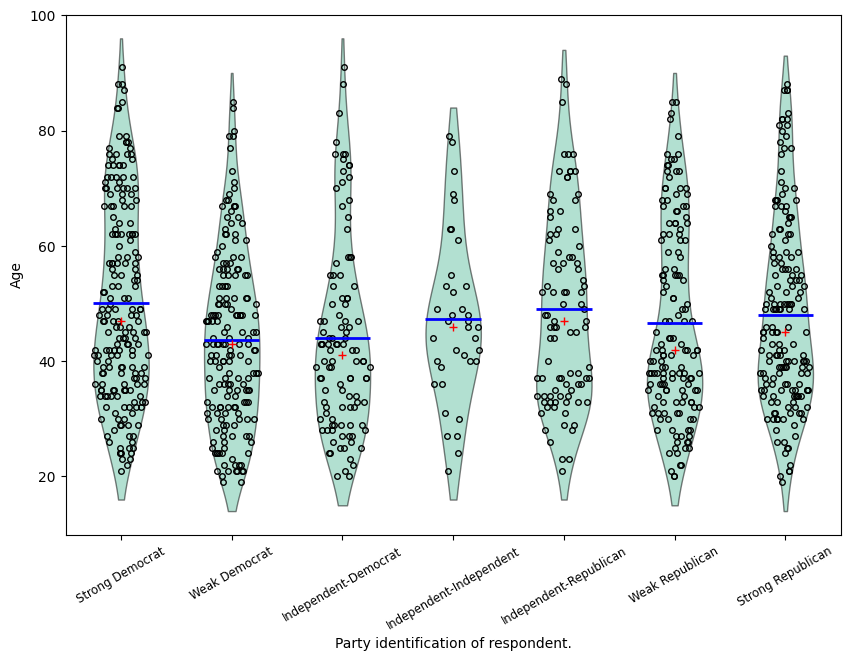 100
80
60
40
20
Age
Strong Democrat
Weak Democrat
Independent-Democrat
Independent-Independent
Independent-Republican
Weak Republican
Strong Republican
Party identification of respondent.